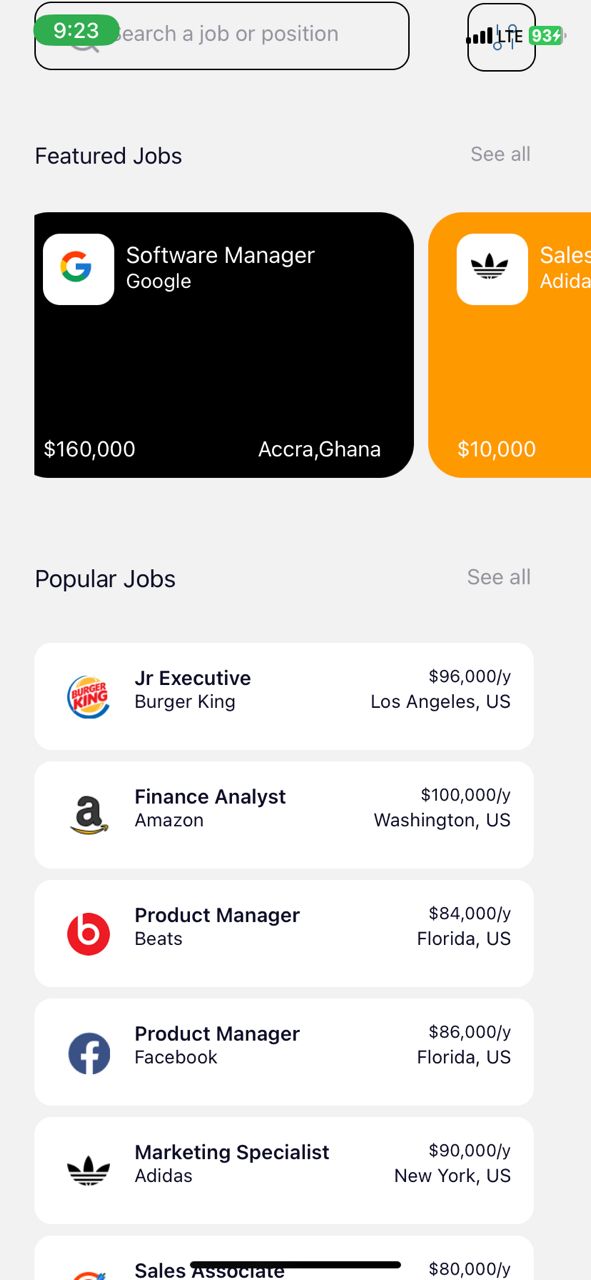 9:23
Search a job or position
LTE 93
Featured Jobs
See all
Software Manager
Google
$160,000
Accra,Ghana
Sales
Adida
$10,000
Popular Jobs
See all
BURGER
KING
Jr Executive
Burger King
$96,000/y
Los Angeles, US
a
Finance Analyst
Amazon
$100,000/y
Washington, US
b
Product Manager
Beats
$84,000/y
Florida, US
f
Product Manager
Facebook
$86,000/y
Florida, US
Marketing Specialist
Adidas
$90,000/y
New York, US
Sales Associate
$80,000/y